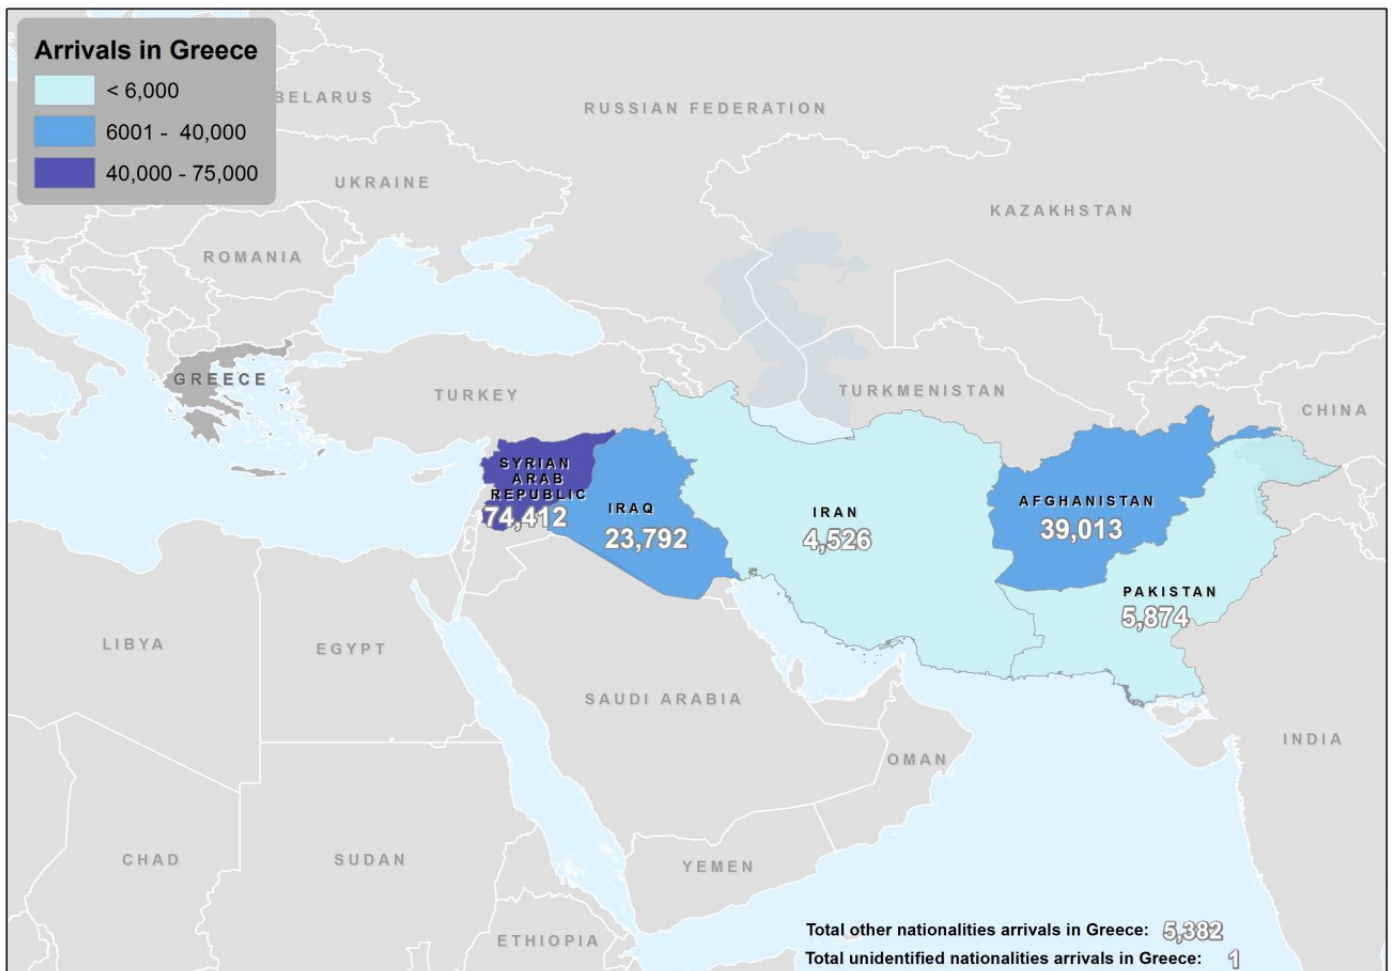 Arrivals in Greece
< 6,000
6001 - 40,000
40,000 - 75,000
BELARUS
RUSSIAN FEDERATION
UKRAINE
KAZAKHSTAN
ROMANIA
GREECE
TURKEY
TURKMENISTAN
CHINA
SYRIAN
ARAB
REPUBLIC
74,412
IRAQ
23,792
IRAN
4,526
AFGHANISTAN
39,013
PAKISTAN
5,874
LIBYA
EGYPT
SAUDI ARABIA
INDIA
OMAN
CHAD
SUDAN
YEMEN
ETHIOPIA
Total other nationalities arrivals in Greece: 5,382
Total unidentified nationalities arrivals in Greece: 1